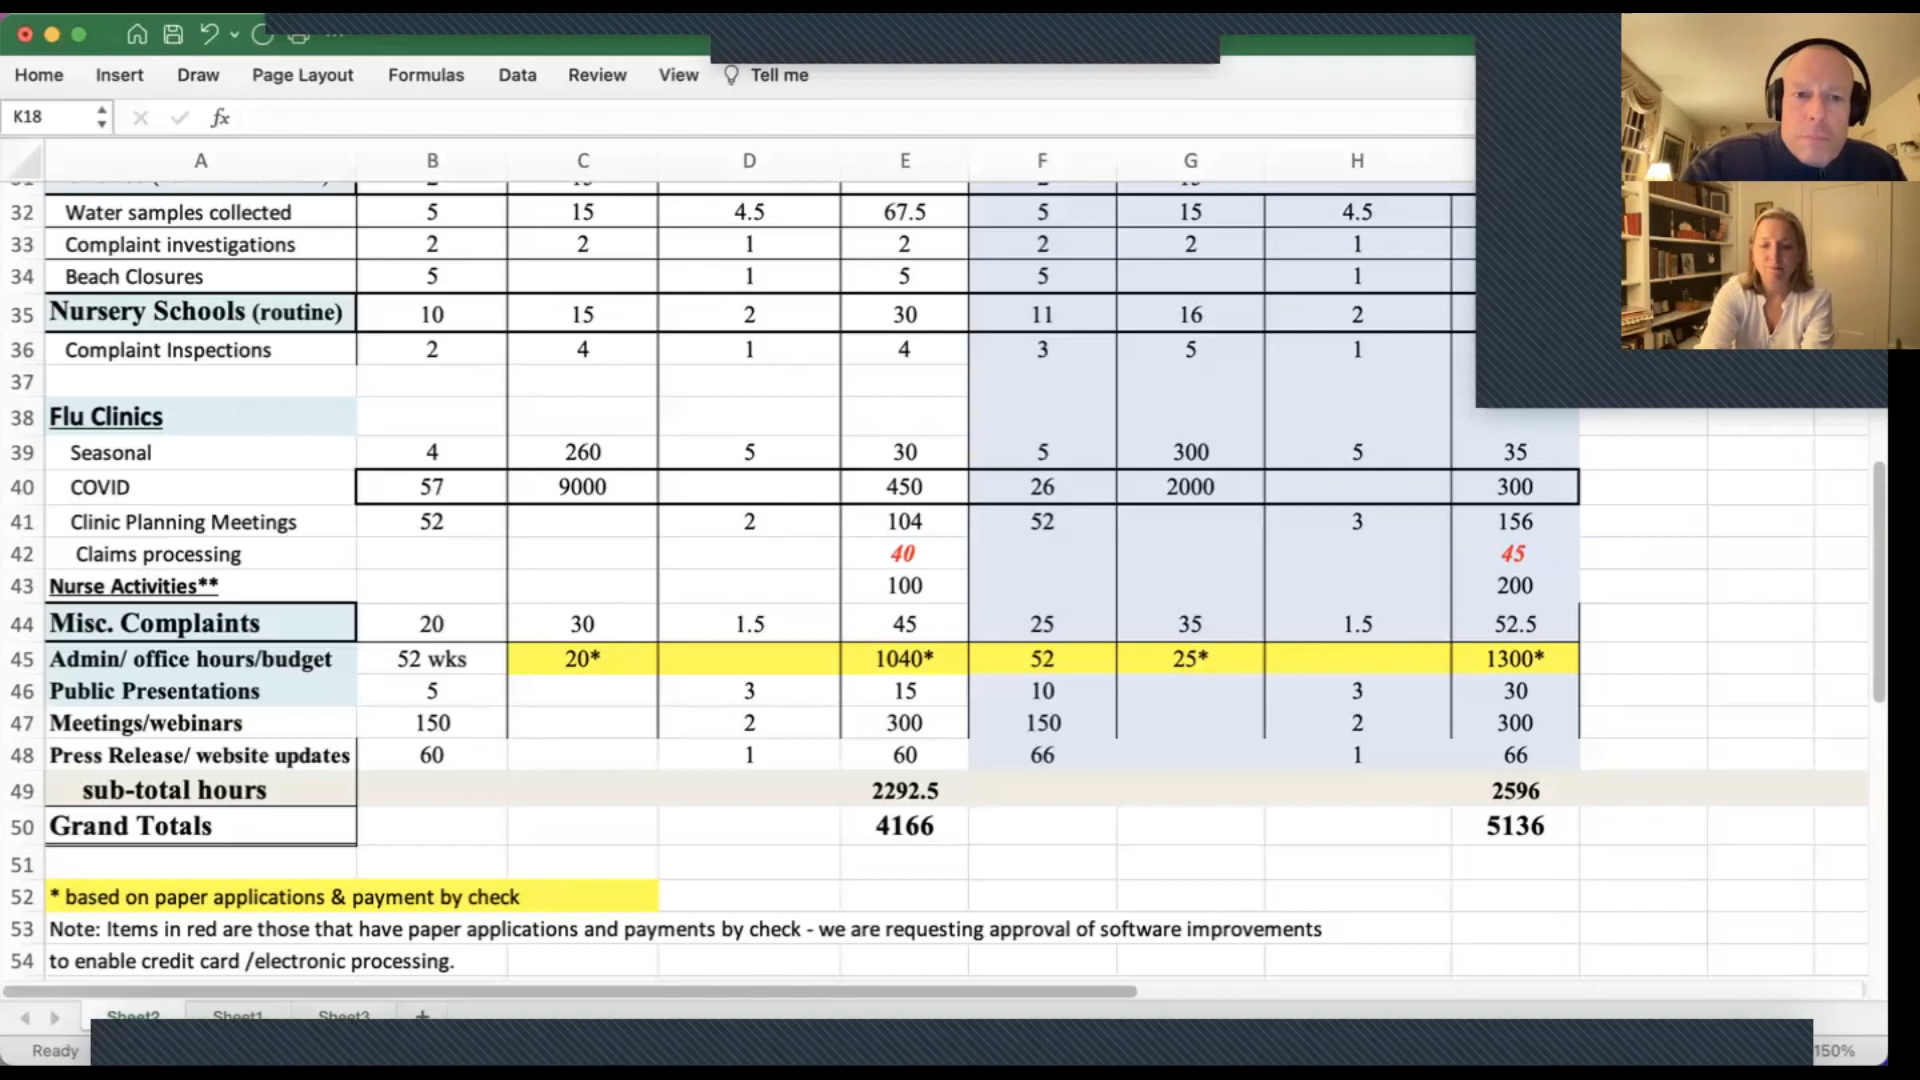 Home Insert Draw Page Layout Formulas Data Review View Tell me
K18 fx
A B C D E F G H
32 Water samples collected 5 15 4.5 67.5 5 15 4.5
33 Complaint investigations 2 2 1 2 2 2 1
34 Beach Closures 5 1 5 5 1
35 Nursery Schools (routine) 10 15 2 30 11 16 2
36 Complaint Inspections 2 4 1 4 3 5 1
37
38 Flu Clinics
39 Seasonal 4 260 5 30 5 300 5 35
40 COVID 57 9000 450 26 2000 300
41 Clinic Planning Meetings 52 2 104 52 3 156
42 Claims processing 40 45
43 Nurse Activities** 100 200
44 Misc. Complaints 20 30 1.5 45 25 35 1.5 52.5
45 Admin/ office hours/budget 52 wks 20* 1040* 52 25* 1300*
46 Public Presentations 5 3 15 10 3 30
47 Meetings/webinars 150 2 300 150 2 300
48 Press Release/ website updates 60 1 60 66 1 66
49 sub-total hours 2292.5 2596
50 Grand Totals 4166 5136
51
52 * based on paper applications & payment by check
53 Note: Items in red are those that have paper applications and payments by check - we are requesting approval of software improvements
54 to enable credit card /electronic processing.
Sheet2 Sheet1 Sheet3 +
Ready 150%